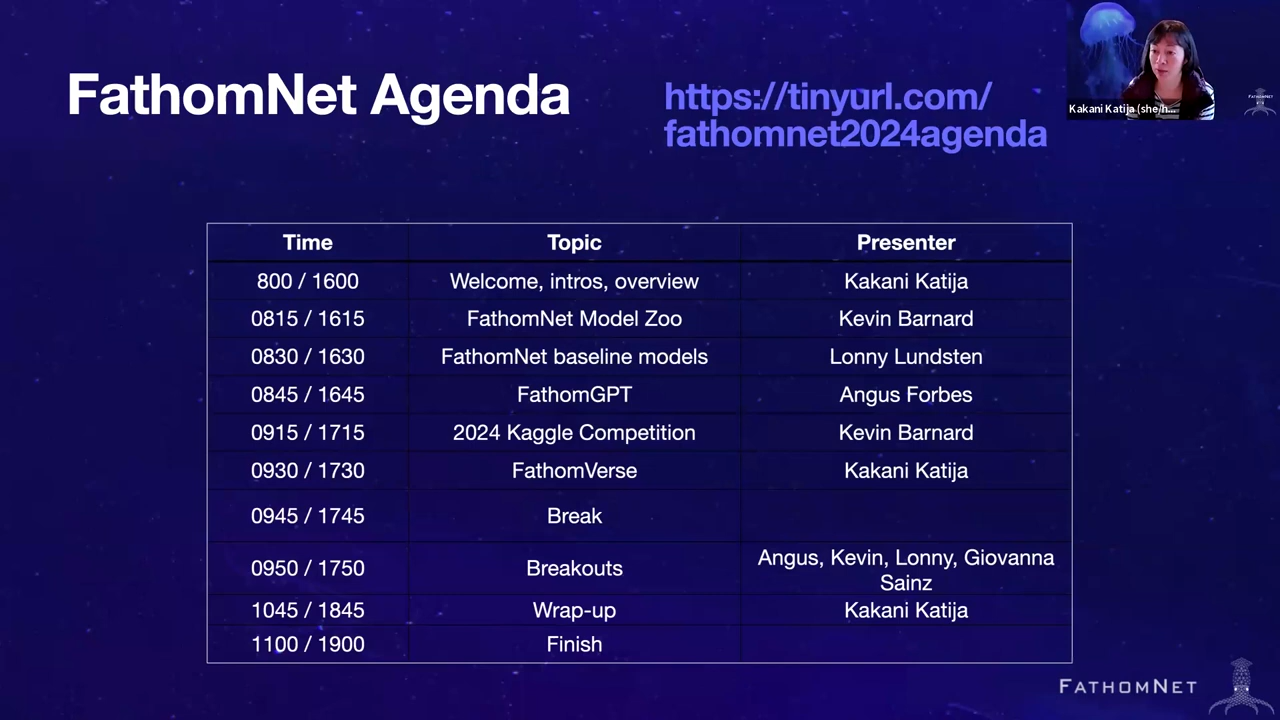 FathomNet Agenda
https://tinyurl.com/
fathomnet2024agenda
Kakani Katija (she/h...
FATHOMNET
Time Topic Presenter
800 / 1600 Welcome, intros, overview Kakani Katija
0815 / 1615 FathomNet Model Zoo Kevin Barnard
0830 / 1630 FathomNet baseline models Lonny Lundsten
0845 / 1645 FathomGPT Angus Forbes
0915 / 1715 2024 Kaggle Competition Kevin Barnard
0930 / 1730 FathomVerse Kakani Katija
0945 / 1745 Break
0950 / 1750 Breakouts Angus, Kevin, Lonny, Giovanna
Sainz
1045 / 1845 Wrap-up Kakani Katija
1100 / 1900 Finish
FATHOMNET